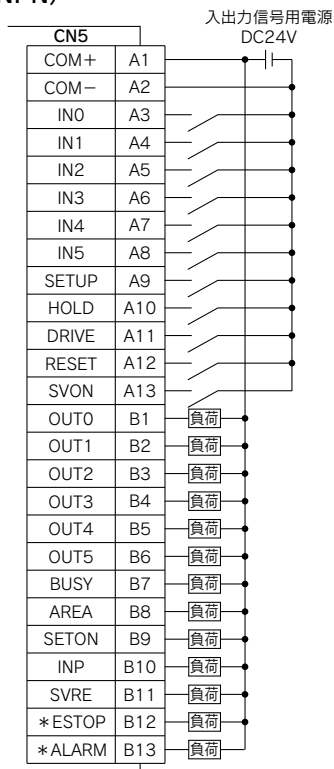 NPN)
入出力信号用電源
DC24V
CN5
COM+ A1
COM− A2
IN0 A3
IN1 A4
IN2 A5
IN3 A6
IN4 A7
IN5 A8
SETUP A9
HOLD A10
DRIVE A11
RESET A12
SVON A13
OUT0 B1 負荷
OUT1 B2 負荷
OUT2 B3 負荷
OUT3 B4 負荷
OUT4 B5 負荷
OUT5 B6 負荷
BUSY B7 負荷
AREA B8 負荷
SETON B9 負荷
INP B10 負荷
SVRE B11 負荷
*ESTOP B12 負荷
*ALARM B13 負荷